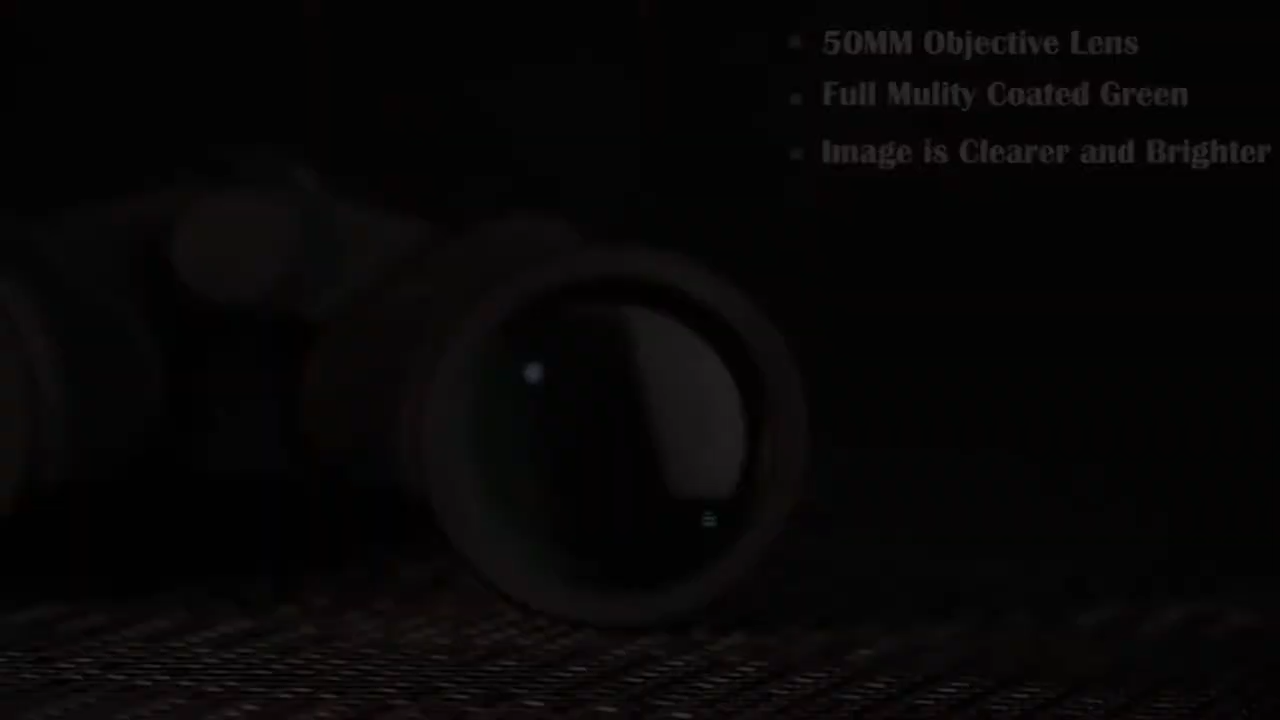 50MM Objective Lens
Full Mulity Coated Green
Image is Clearer and Brighter